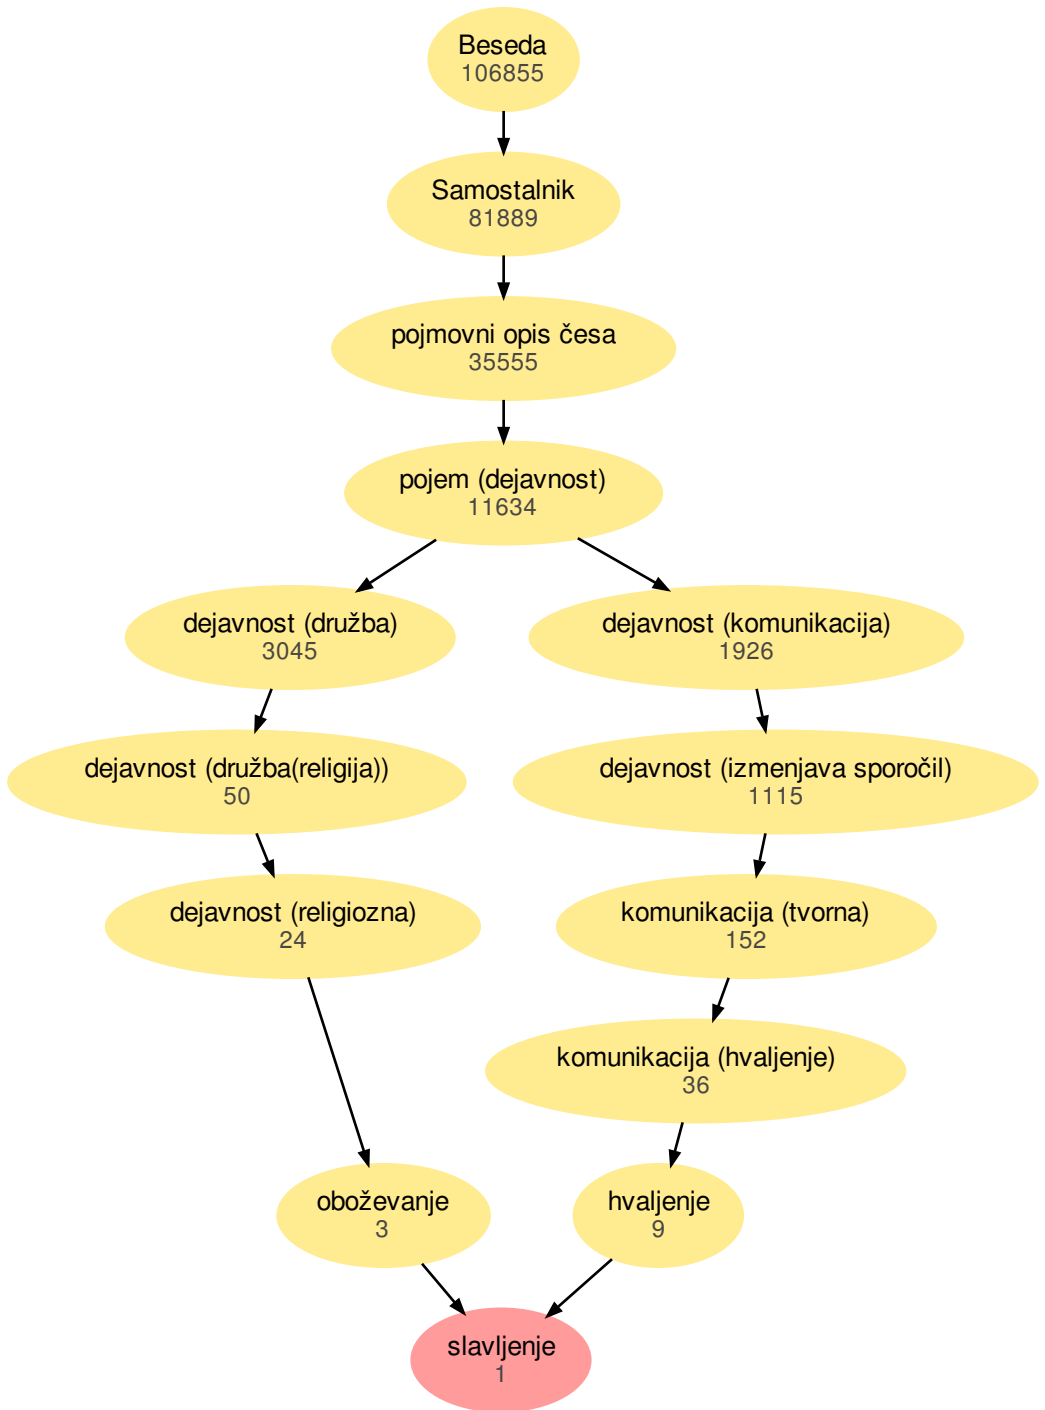 Beseda
106855
Samostalnik
81889
pojmovni opis česa
35555
pojem (dejavnost)
11634
dejavnost (družba)
3045
dejavnost (komunikacija)
1926
dejavnost (družba(religija))
50
dejavnost (izmenjava sporočil)
1115
dejavnost (religiozna)
24
komunikacija (tvorna)
152
komunikacija (hvaljenje)
36
oboževanje
3
hvaljenje
9
slavljenje
1